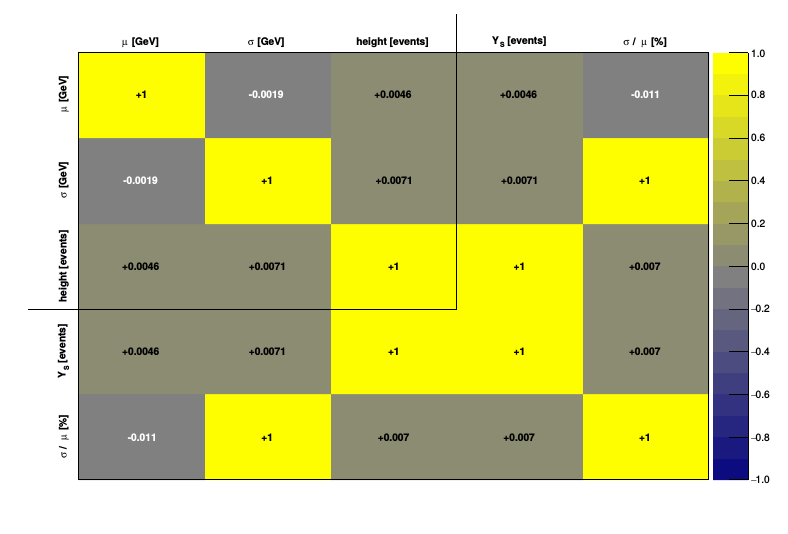 μ [GeV] σ [GeV] height [events] Y_S [events] σ / μ [%]
μ [GeV] +1 -0.0019 +0.0046 +0.0046 -0.011
σ [GeV] -0.0019 +1 +0.0071 +0.0071 +1
height [events] +0.0046 +0.0071 +1 +1 +0.007
Y_S [events] +0.0046 +0.0071 +1 +1 +0.007
σ / μ [%] -0.011 +1 +0.007 +0.007 +1
1.0
0.8
0.6
0.4
0.2
0.0
−0.2
−0.4
−0.6
−0.8
−1.0